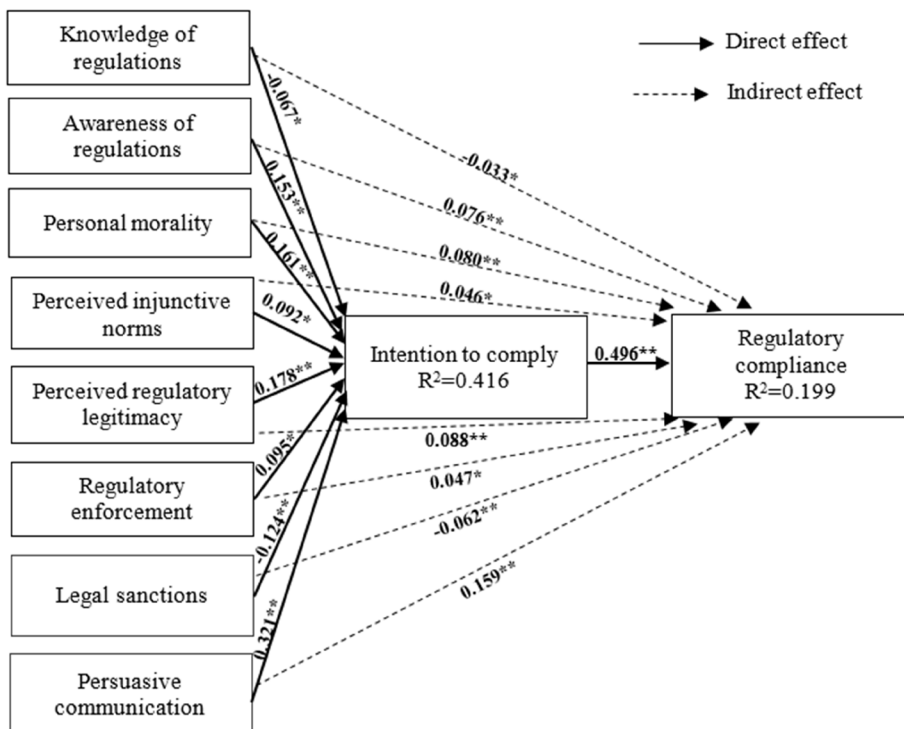 Knowledge of
regulations
Awareness of
regulations
Personal morality
Perceived injunctive
norms
Perceived regulatory
legitimacy
Regulatory
enforcement
Legal sanctions
Persuasive
communication
-0.067*
0.153**
0.161**
0.092*
0.178**
0.095*
-0.124**
0.321**
Intention to comply
R²=0.416
0.496**
-0.033*
0.076**
0.080**
0.046*
0.088**
0.047*
-0.062**
0.159**
Regulatory
compliance
R²=0.199
Direct effect
Indirect effect